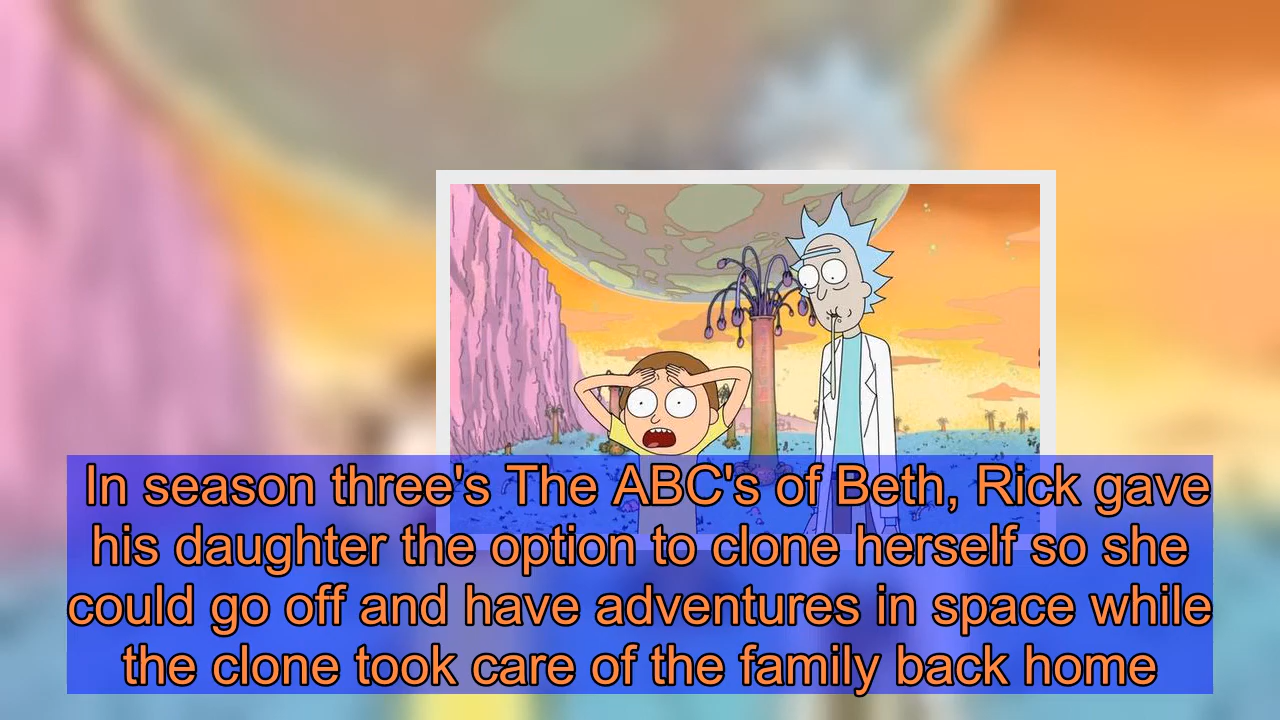 In season three's The ABC's of Beth, Rick gave
his daughter the option to clone herself so she
could go off and have adventures in space while
the clone took care of the family back home